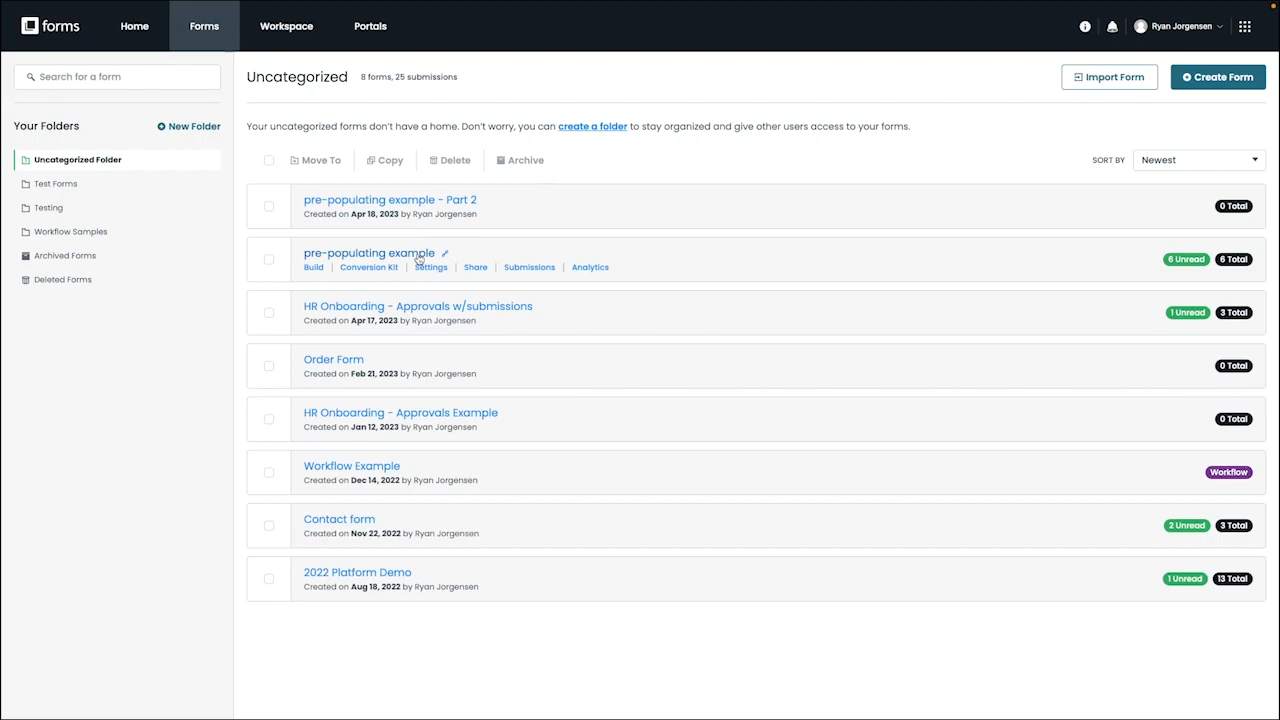 forms Home Forms Workspace Portals Ryan Jorgensen
Search for a form
Uncategorized 8 forms, 25 submissions Import Form Create Form
Your Folders New Folder
Your uncategorized forms don't have a home. Don't worry, you can create a folder to stay organized and give other users access to your forms.
Uncategorized Folder
Test Forms
Testing
Workflow Samples
Archived Forms
Deleted Forms
Move To Copy Delete Archive SORT BY Newest
pre-populating example - Part 2
Created on Apr 18, 2023 by Ryan Jorgensen
0 Total
pre-populating example
Build | Conversion Kit | Settings | Share | Submissions | Analytics
6 Unread 6 Total
HR Onboarding - Approvals w/submissions
Created on Apr 17, 2023 by Ryan Jorgensen
1 Unread 3 Total
Order Form
Created on Feb 21, 2023 by Ryan Jorgensen
0 Total
HR Onboarding - Approvals Example
Created on Jan 12, 2023 by Ryan Jorgensen
0 Total
Workflow Example
Created on Dec 14, 2022 by Ryan Jorgensen
Workflow
Contact form
Created on Nov 22, 2022 by Ryan Jorgensen
2 Unread 3 Total
2022 Platform Demo
Created on Aug 18, 2022 by Ryan Jorgensen
1 Unread 13 Total